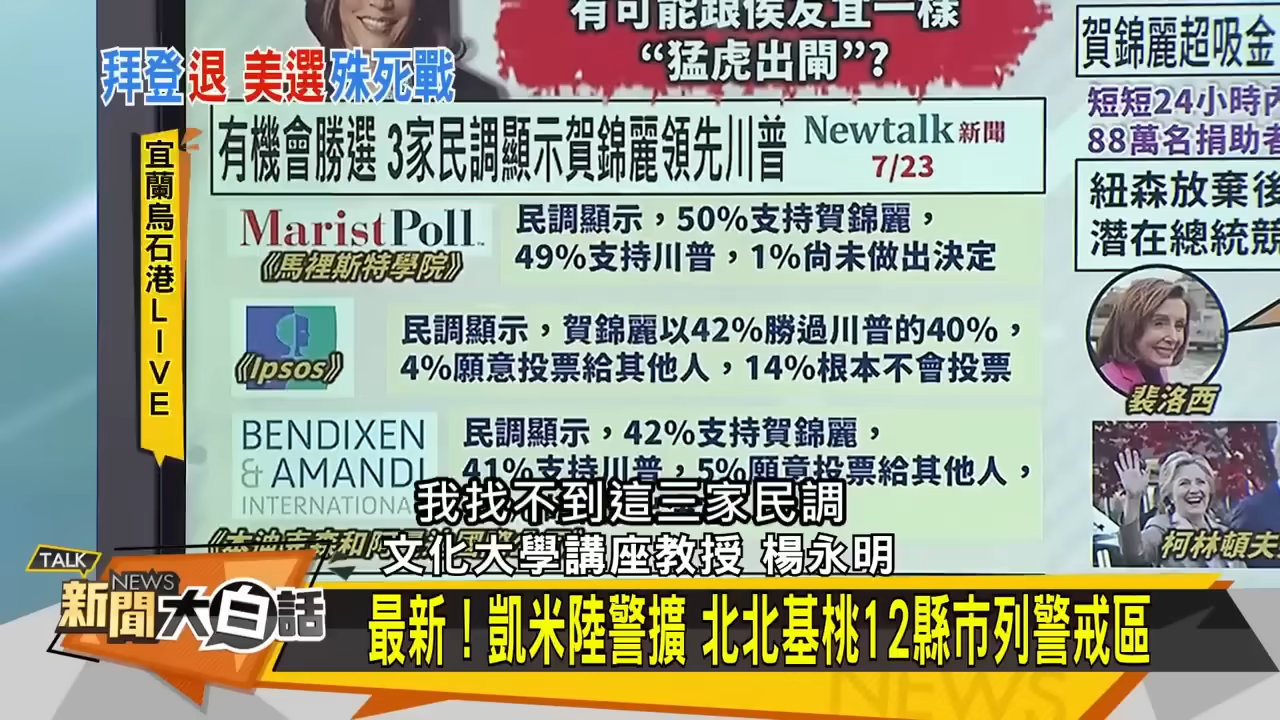 有可能跟侯友宜一樣
“猛虎出閘”?
拜登退 美選殊死戰
有機會勝選 3家民調顯示賀錦麗領先川普
Newtalk新聞
7/23
MaristPoll
《馬裡斯特學院》
民調顯示，50%支持賀錦麗，
49%支持川普，1%尚未做出決定
《Ipsos》
民調顯示，賀錦麗以42%勝過川普的40%，
4%願意投票給其他人，14%根本不會投票
BENDIXEN
& AMANDI
INTERNATIONA
民調顯示，42%支持賀錦麗，
41%支持川普，5%願意投票給其他人，
賀錦麗超吸金
短短24小時內
88萬名捐助者
紐森放棄後
潛在總統競
裴洛西
柯林頓夫
宜蘭烏石港LIVE
我找不到這三家民調
文化大學講座教授 楊永明
TALK
NEWS
新聞大白話
最新！凱米陸警擴 北北基桃12縣市列警戒區
NEWS